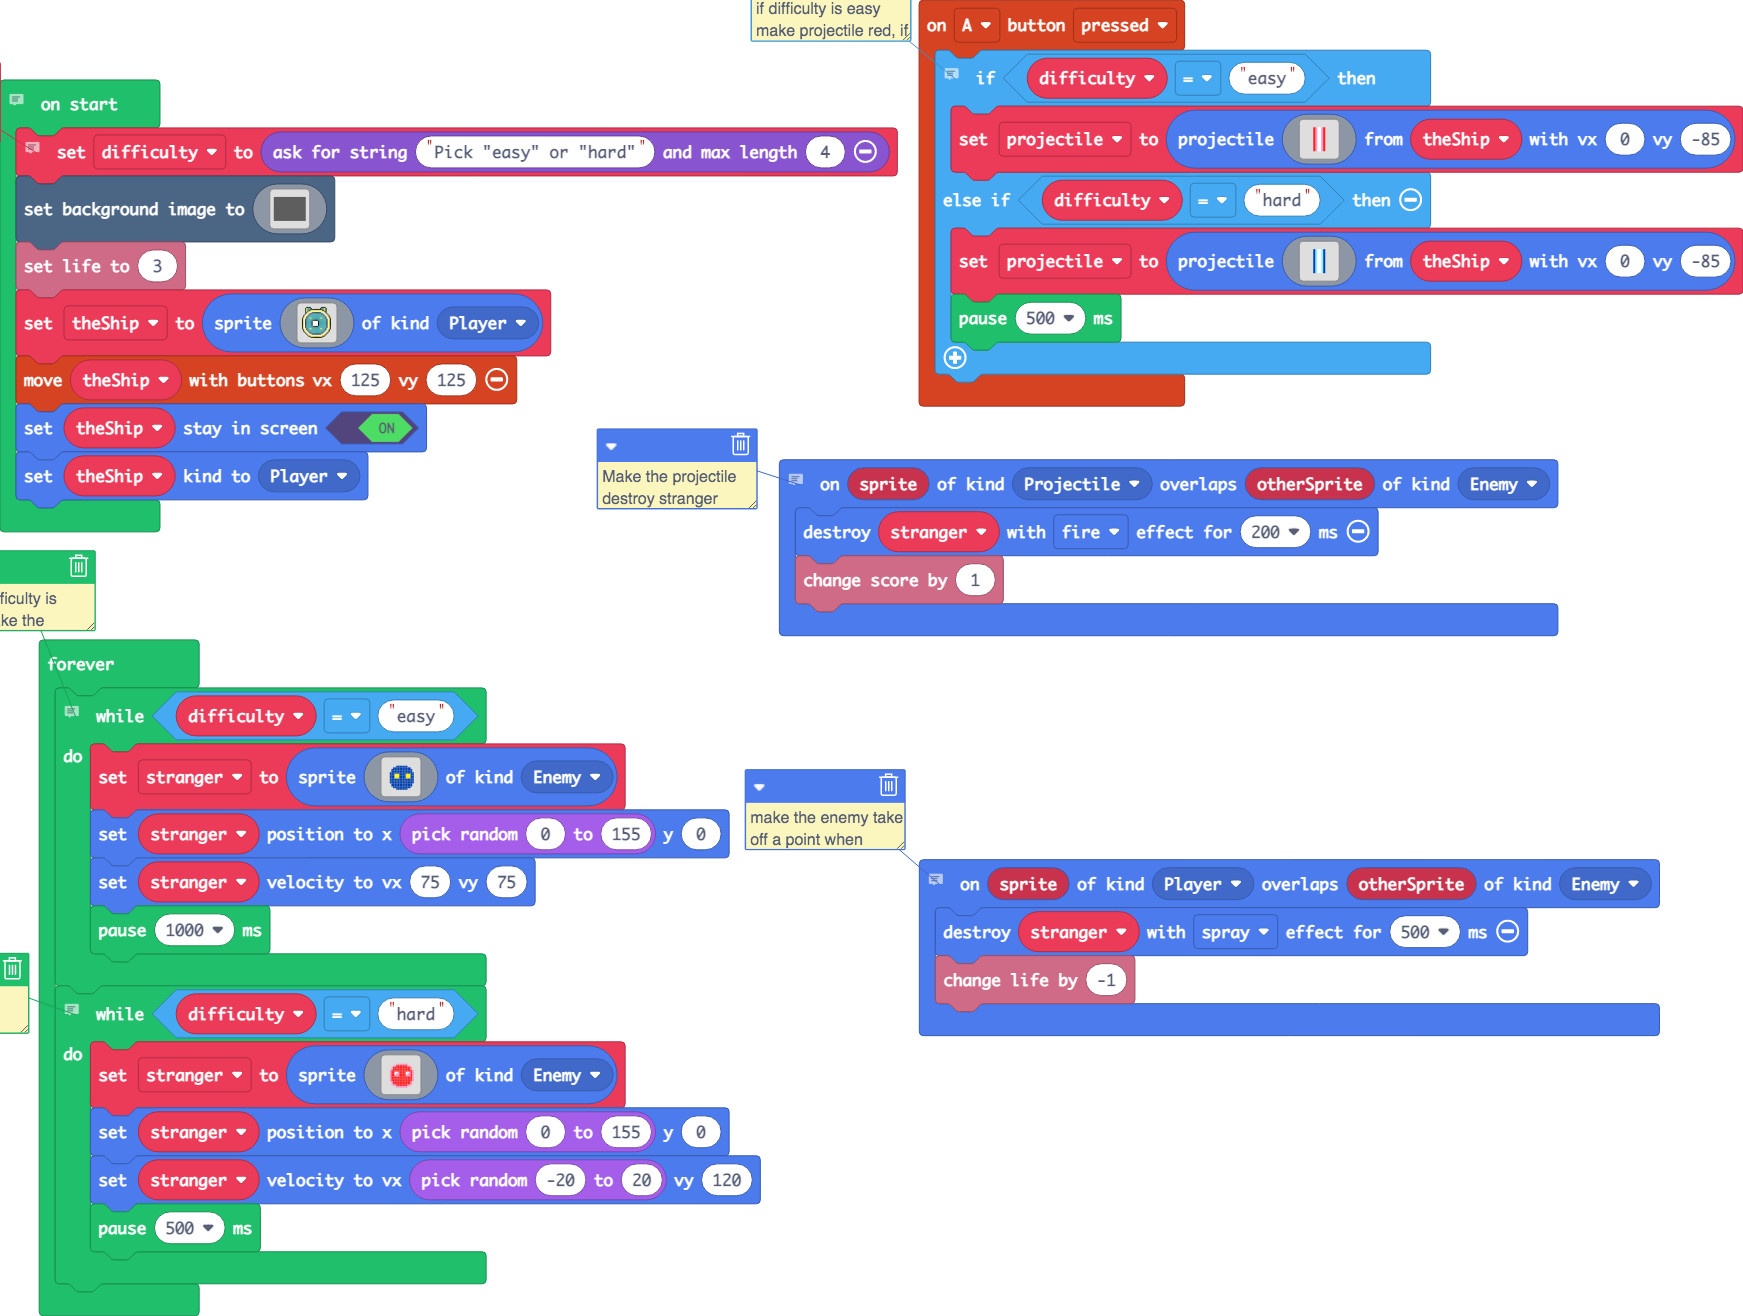 if difficulty is easy
make projectile red, if
on A button pressed
if difficulty = "easy" then
set projectile to projectile from theShip with vx 0 vy -85
else if difficulty = "hard" then
set projectile to projectile from theShip with vx 0 vy -85
pause 500 ms
on start
set difficulty to ask for string "Pick "easy" or "hard"" and max length 4
set background image to
set life to 3
set theShip to sprite of kind Player
move theShip with buttons vx 125 vy 125
set theShip stay in screen ON
set theShip kind to Player
Make the projectile
destroy stranger
on sprite of kind Projectile overlaps otherSprite of kind Enemy
destroy stranger with fire effect for 200 ms
change score by 1
ficulty is
ke the
forever
while difficulty = "easy"
do
set stranger to sprite of kind Enemy
set stranger position to x pick random 0 to 155 y 0
set stranger velocity to vx 75 vy 75
pause 1000 ms
while difficulty = "hard"
do
set stranger to sprite of kind Enemy
set stranger position to x pick random 0 to 155 y 0
set stranger velocity to vx pick random -20 to 20 vy 120
pause 500 ms
make the enemy take
off a point when
on sprite of kind Player overlaps otherSprite of kind Enemy
destroy stranger with spray effect for 500 ms
change life by -1